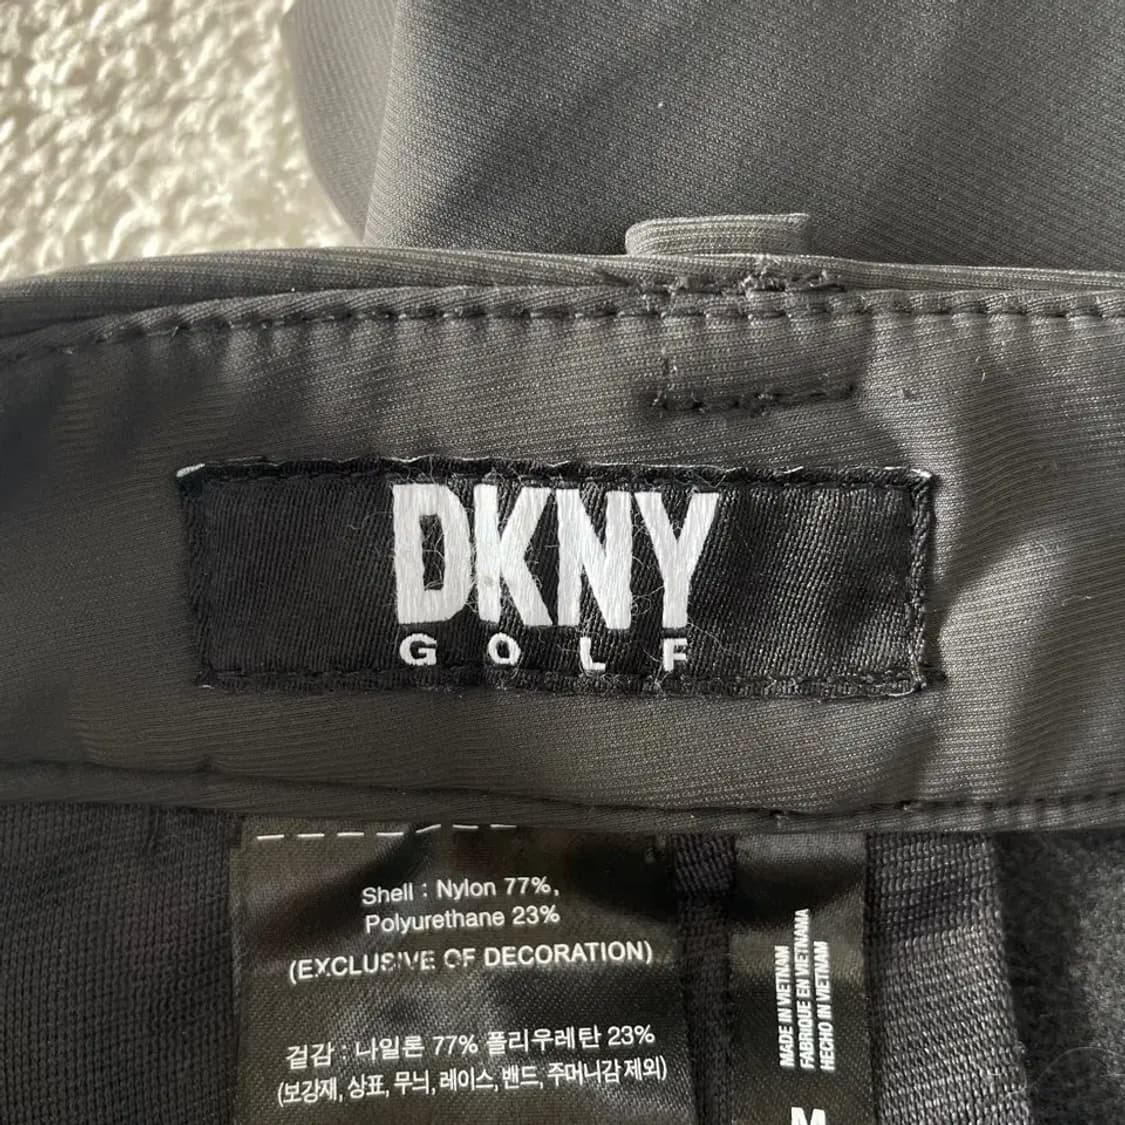 DKNY
GOLF
Shell : Nylon 77%,
Polyurethane 23%
(EXCLUSIVE OF DECORATION)
겉감 : 나일론 77% 폴리우레탄 23%
(보강재, 상표, 무늬, 레이스, 밴드, 주머니감 제외)
MADE IN VIETNAM
FABRIQUE EN VIETNAMA
HECHO IN VIETNAM
M